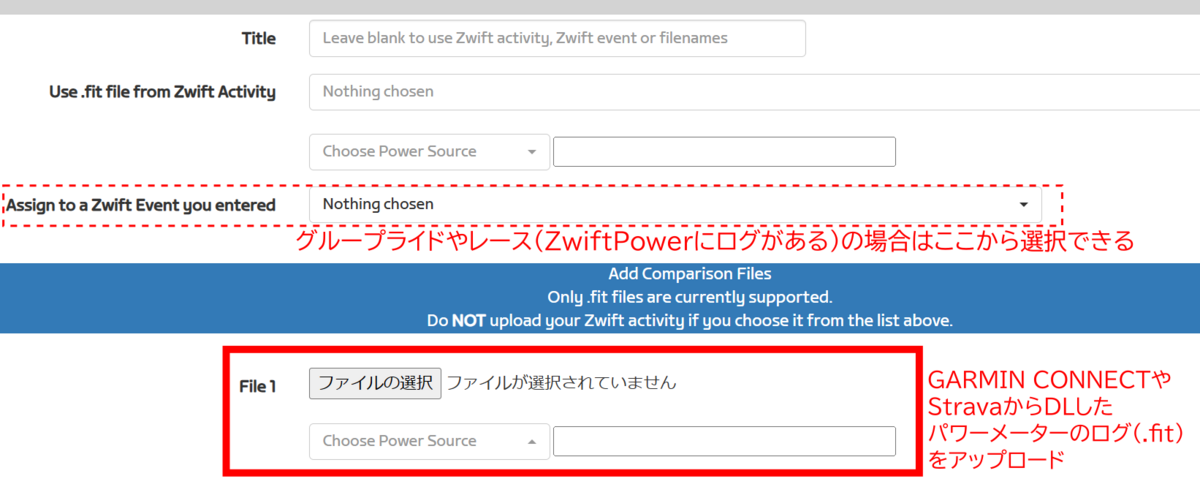 Title Leave blank to use Zwift activity, Zwift event or filenames
Use .fit file from Zwift Activity Nothing chosen
Choose Power Source
Assign to a Zwift Event you entered Nothing chosen
グループライドやレース(ZwiftPowerにログがある)の場合はここから選択できる
Add Comparison Files
Only .fit files are currently supported.
Do NOT upload your Zwift activity if you choose it from the list above.
File 1 ファイルの選択 ファイルが選択されていません
Choose Power Source
GARMIN CONNECTや
StravaからDLした
パワーメーターのログ(.fit)
をアップロード